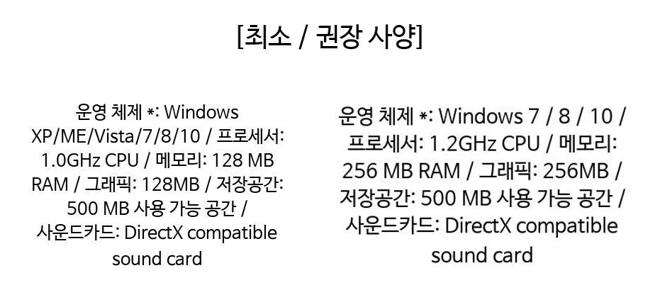 [최소 / 권장 사양]
운영 체제 *: Windows
XP/ME/Vista/7/8/10 / 프로세서:
1.0GHz CPU / 메모리: 128 MB
RAM / 그래픽: 128MB / 저장공간:
500 MB 사용 가능 공간 /
사운드카드: DirectX compatible
sound card
운영 체제 *: Windows 7 / 8 / 10 /
프로세서: 1.2GHz CPU / 메모리:
256 MB RAM / 그래픽: 256MB /
저장공간: 500 MB 사용 가능 공간 /
사운드카드: DirectX compatible
sound card